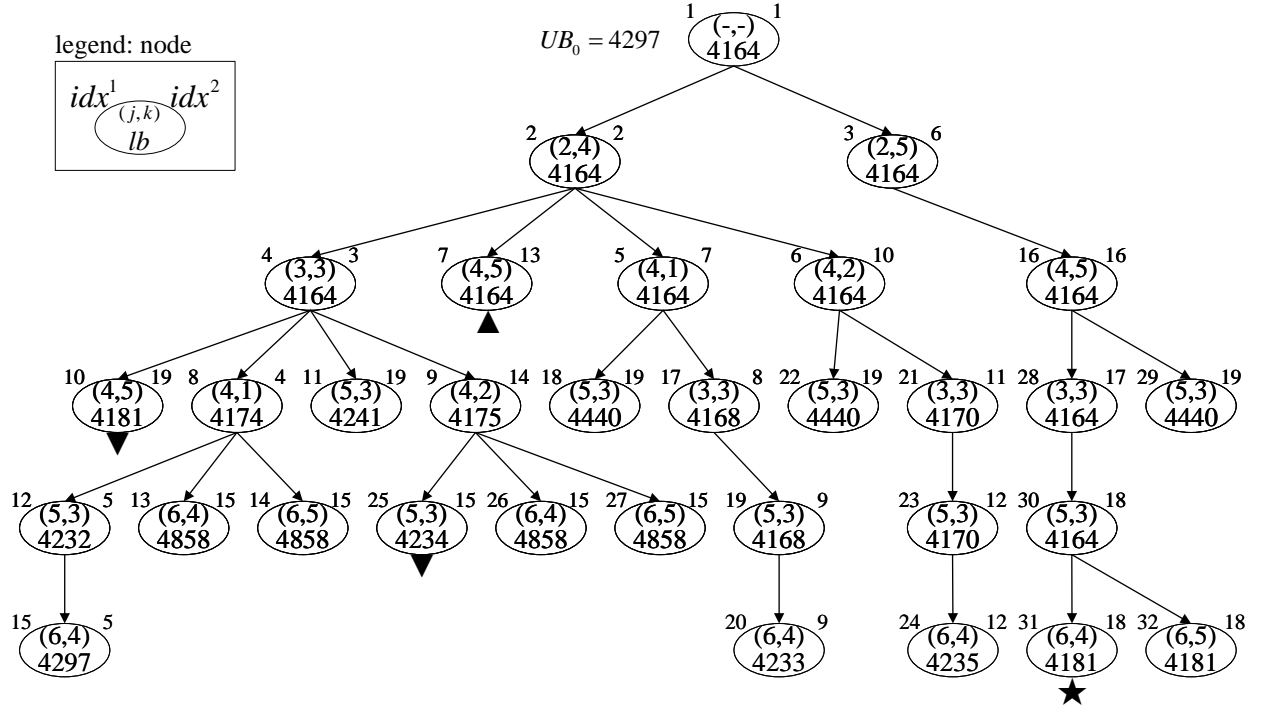 1 (-,-) 1
UB₀ = 4297
4164
legend: node
idx¹ (j,k) idx²
lb
2 (2,4) 2
4164
3 (2,5) 6
4164
4 (3,3) 3
4164
7 (4,5) 13
4164
5 (4,1) 7
4164
6 (4,2) 10
4164
16 (4,5) 16
4164
10 (4,5) 19
4181
8 (4,1) 4
4174
11 (5,3) 19
4241
9 (4,2) 14
4175
18 (5,3) 19
4440
17 (3,3) 8
4168
22 (5,3) 19
4440
21 (3,3) 11
4170
28 (3,3) 17
4164
29 (5,3) 19
4440
12 (5,3) 5
4232
13 (6,4) 15
4858
14 (6,5) 15
4858
25 (5,3) 15
4234
26 (6,4) 15
4858
27 (6,5) 15
4858
19 (5,3) 9
4168
23 (5,3) 12
4170
30 (5,3) 18
4164
15 (6,4) 5
4297
20 (6,4) 9
4233
24 (6,4) 12
4235
31 (6,4) 18
4181
32 (6,5) 18
4181